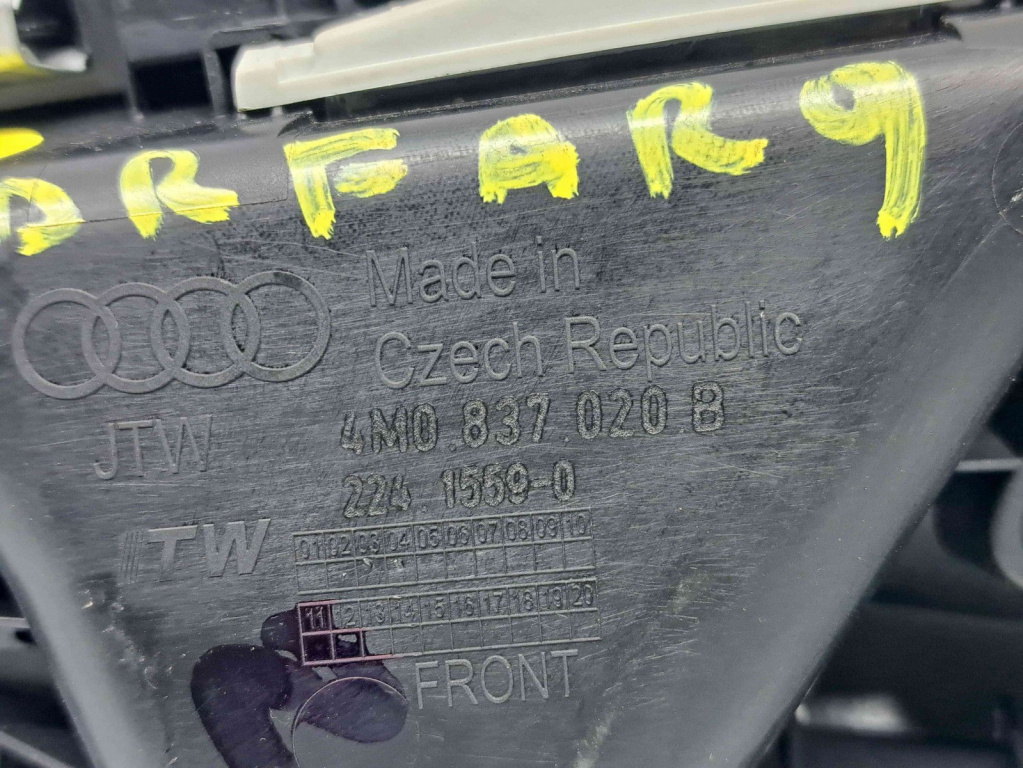 DRFAR9
Made in
Czech Republic
JTW
4M0.837.020.B
224.1559-0
TW
01 02 03 04 05 06 07 08 09 10
11 12 13 14 15 16 17 18 19 20
FRONT